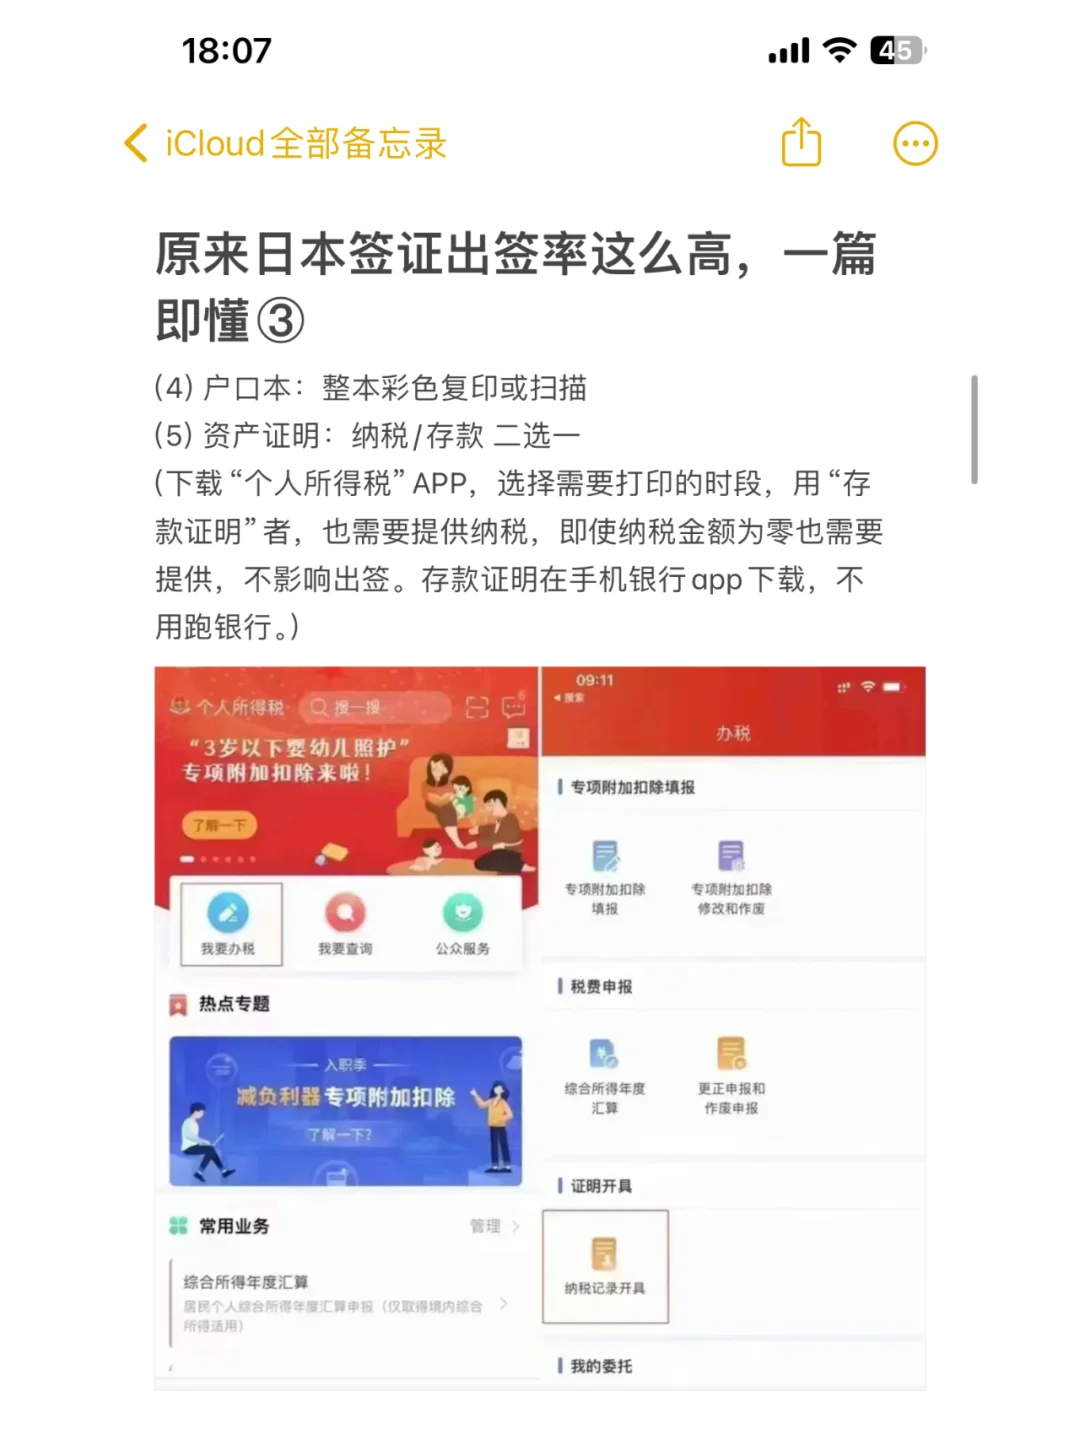 18:07
45
iCloud全部备忘录
原来日本签证出签率这么高，一篇
即懂③
(4) 户口本：整本彩色复印或扫描
(5) 资产证明：纳税/存款 二选一
(下载“个人所得税”APP，选择需要打印的时段，用“存
款证明”者，也需要提供纳税，即使纳税金额为零也需要
提供，不影响出签。存款证明在手机银行app下载，不
用跑银行。)
个人所得税
搜一搜
6
“3岁以下婴幼儿照护”
专项附加扣除来啦！
了解一下
我要办税
我要查询
公众服务
热点专题
入职季
减负利器专项附加扣除
了解一下？
常用业务
管理
综合所得年度汇算
居民个人综合所得年度汇算申报（仅取得境内综合
所得适用）
09:11
搜索
办税
专项附加扣除填报
专项附加扣除
填报
专项附加扣除
修改和作废
税费申报
综合所得年度
汇算
更正申报和
作废申报
证明开具
纳税记录开具
我的委托